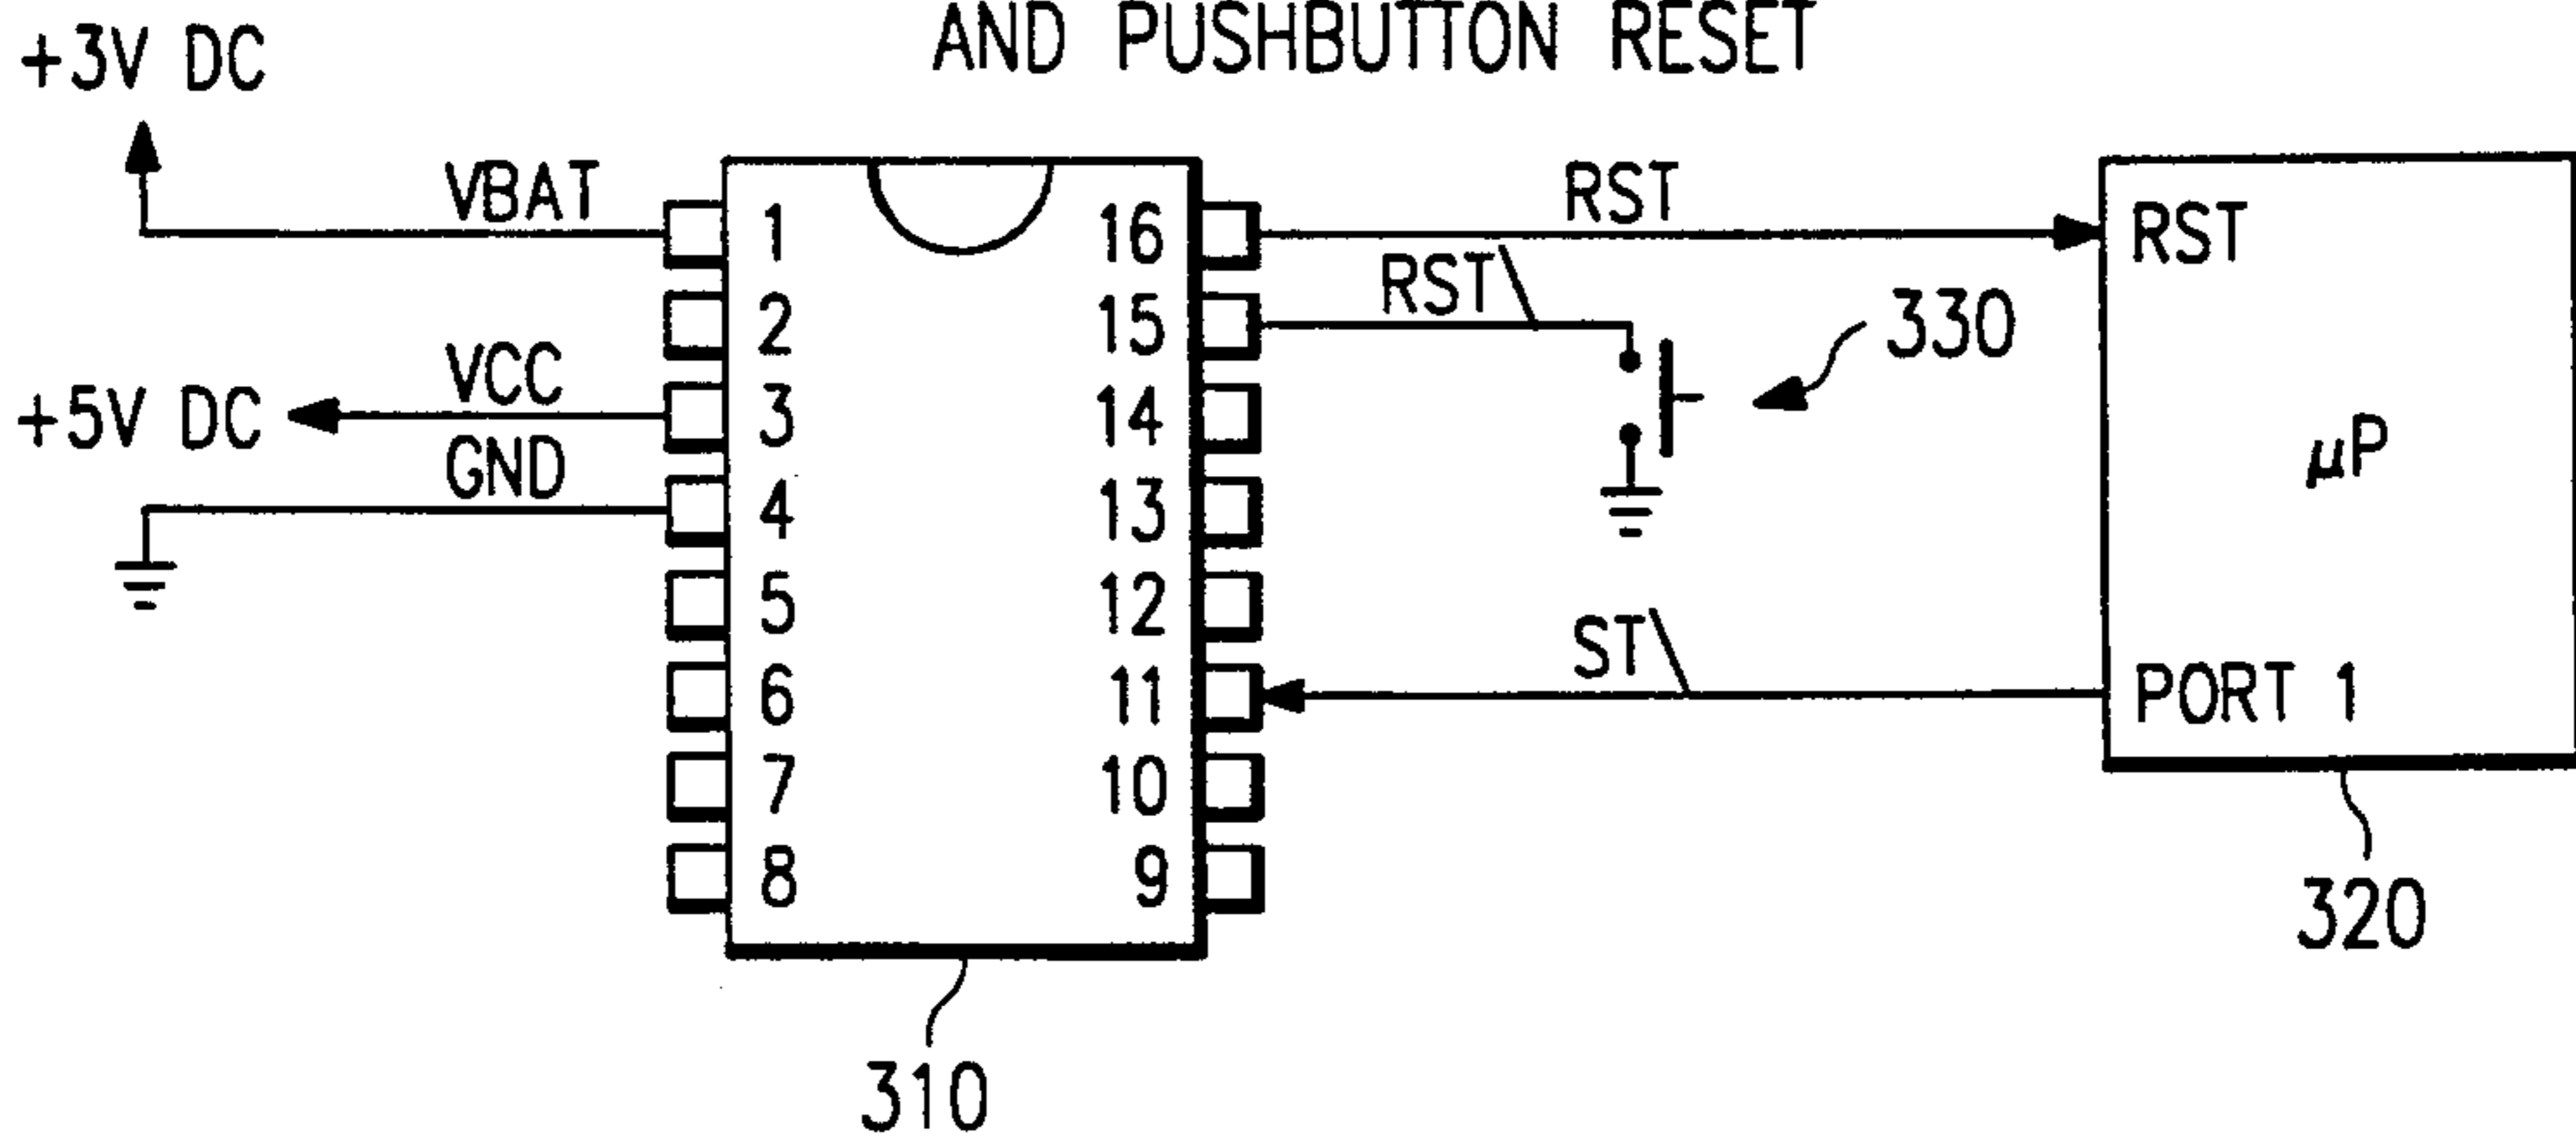 AND PUSHBUTTON RESET
+3V DC
VBAT
1
2
VCC
+5V DC
3
GND
4
5
6
7
8
16
15
14
13
12
11
10
9
RST
RST\
330
ST\
RST
µP
PORT 1
320
310